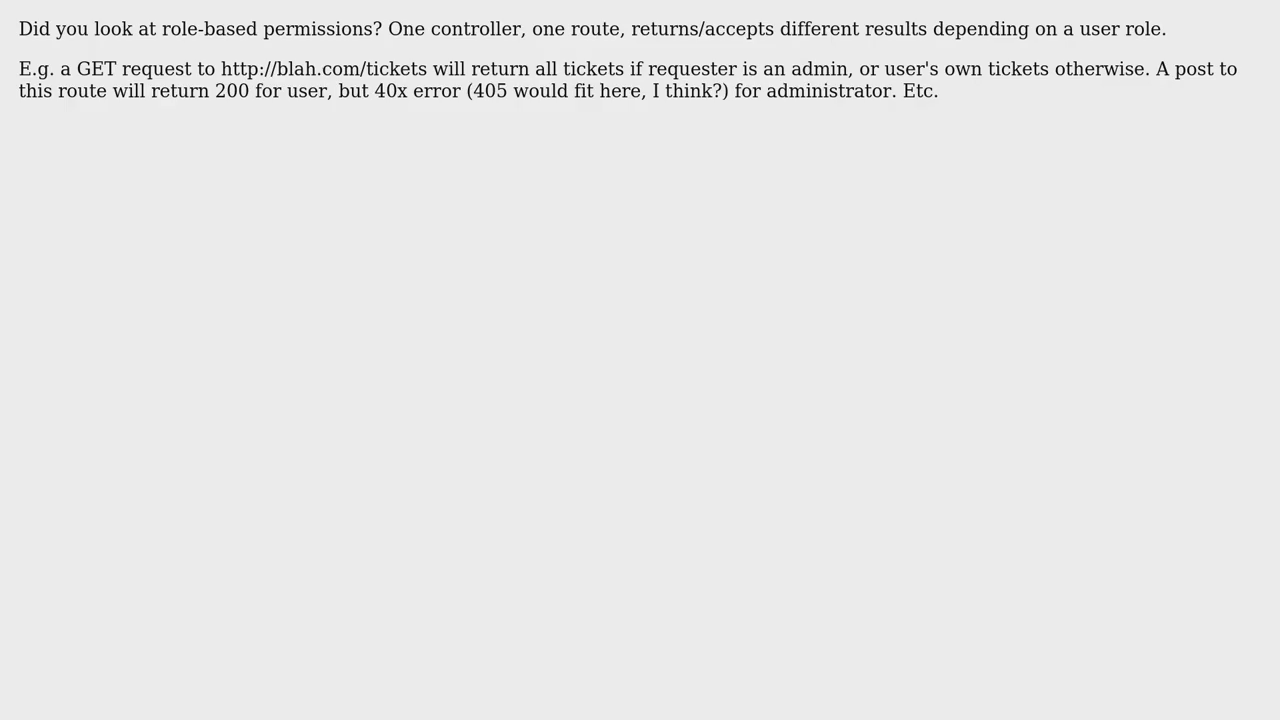 Did you look at role-based permissions? One controller, one route, returns/accepts different results depending on a user role.
E.g. a GET request to http://blah.com/tickets will return all tickets if requester is an admin, or user's own tickets otherwise. A post to
this route will return 200 for user, but 40x error (405 would fit here, I think?) for administrator. Etc.